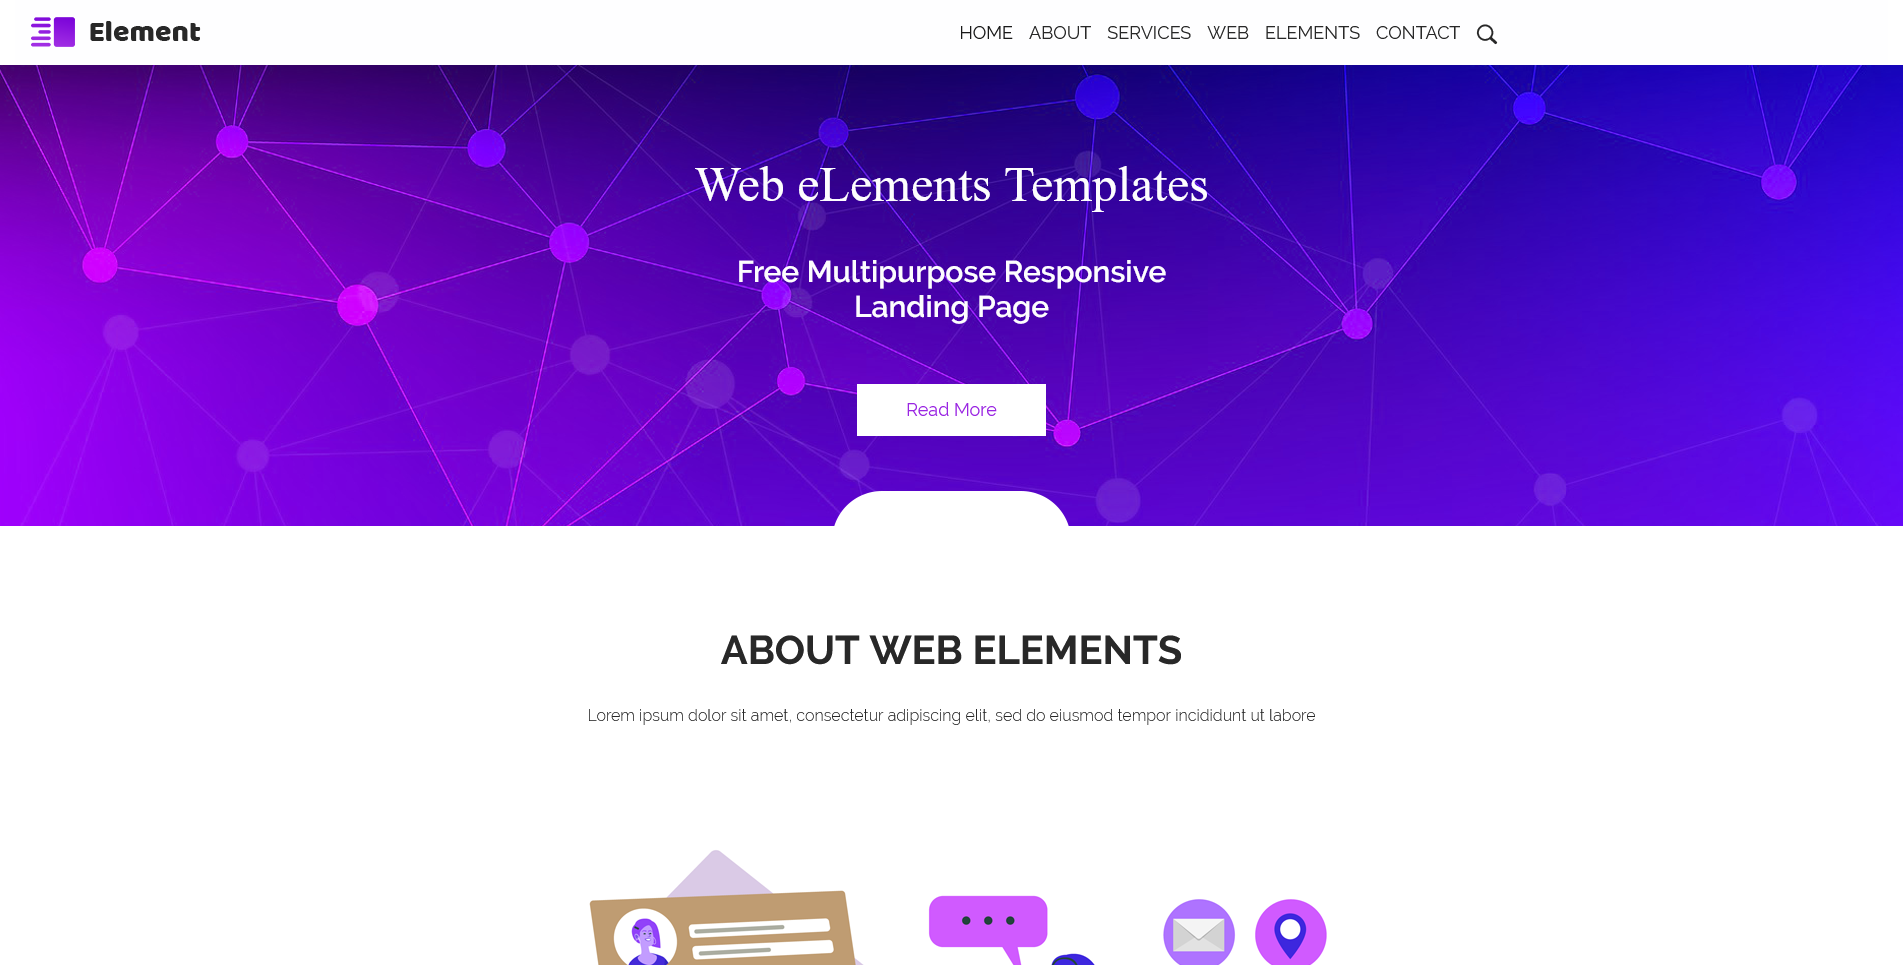 Element
HOME ABOUT SERVICES WEB ELEMENTS CONTACT
Web eLements Templates
Free Multipurpose Responsive
Landing Page
Read More
ABOUT WEB ELEMENTS
Lorem ipsum dolor sit amet, consectetur adipiscing elit, sed do eiusmod tempor incididunt ut labore